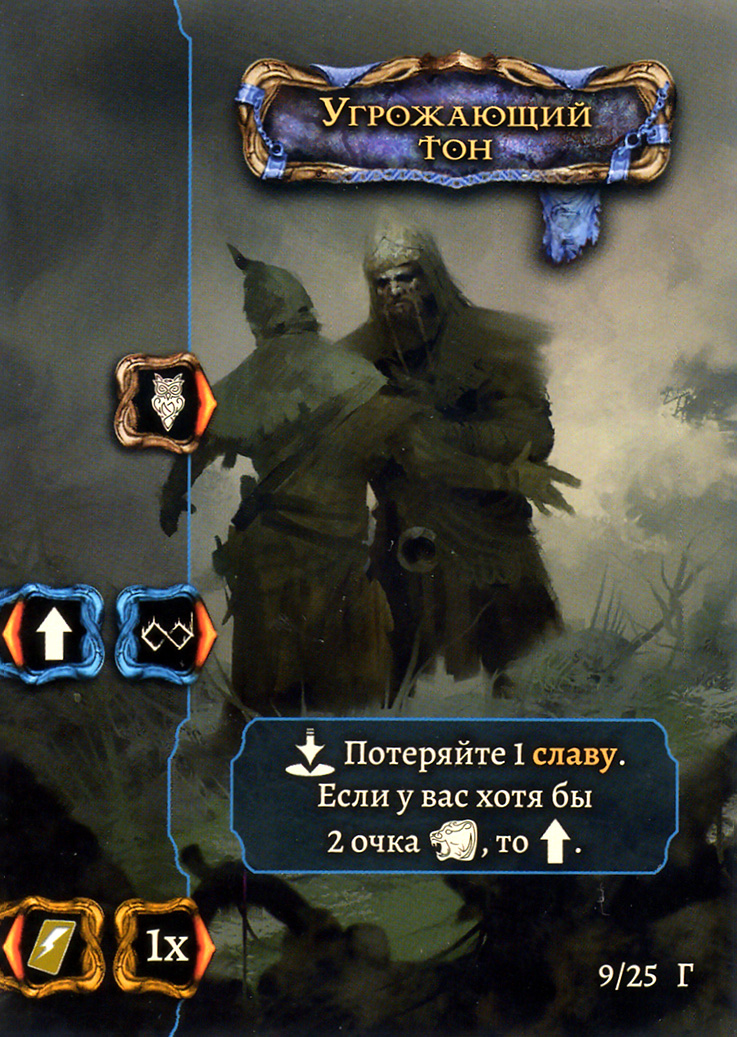 Угрожающий
тон
Потеряйте 1 славу.
Если у вас хотя бы
2 очка , то .
1x
9/25 Г